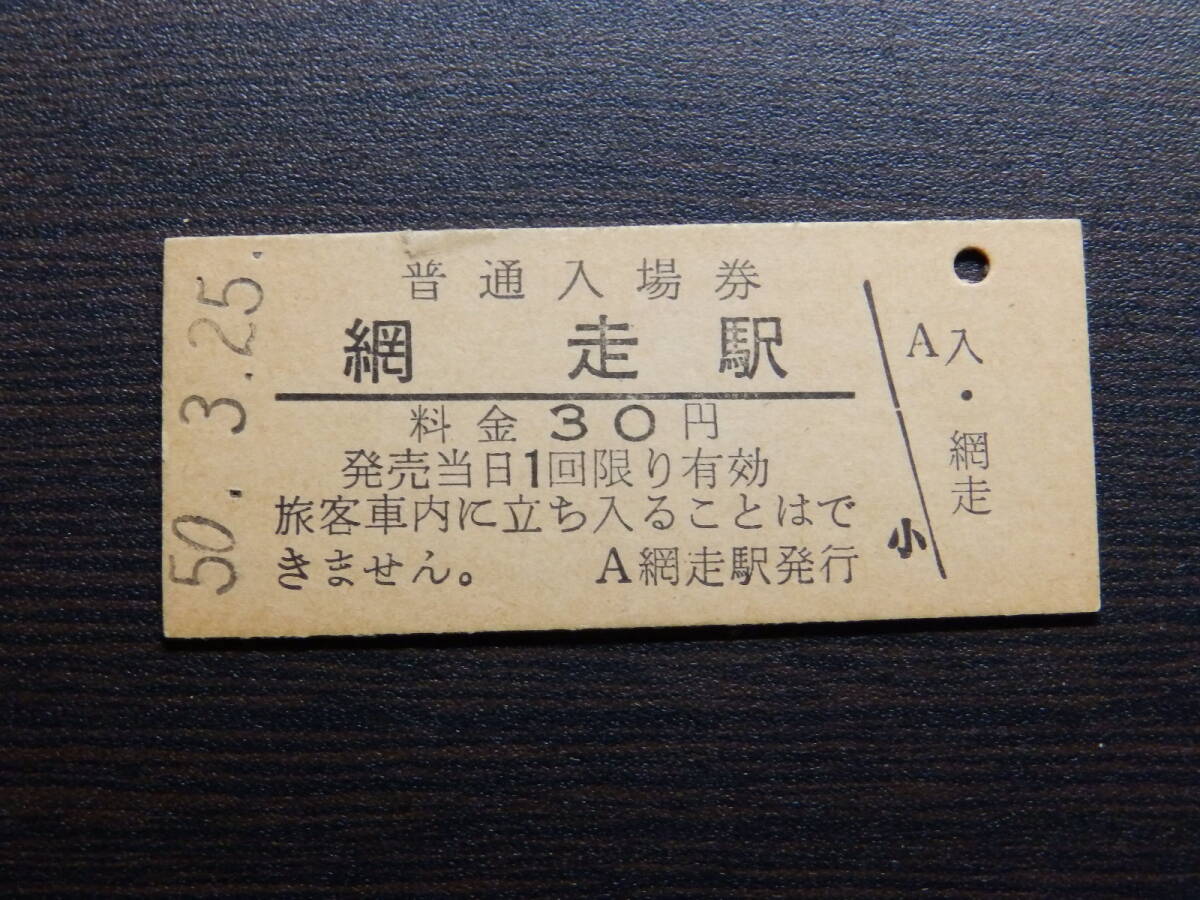 普通入場券
網走駅
料金30円
発売当日1回限り有効
旅客車内に立ち入ることはで
きません。 A網走駅発行
小
A入・網走
50.3.25.